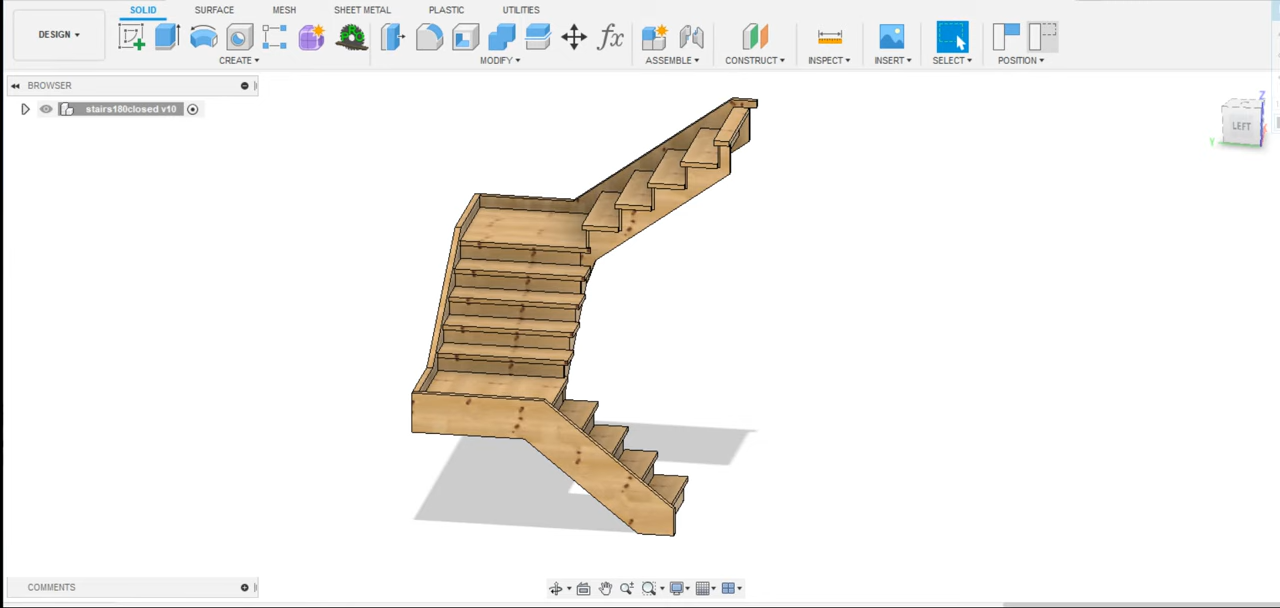 SOLID SURFACE MESH SHEET METAL PLASTIC UTILITIES
DESIGN ▾
CREATE ▾ MODIFY ▾ ASSEMBLE ▾ CONSTRUCT ▾ INSPECT ▾ INSERT ▾ SELECT ▾ POSITION ▾
BROWSER
stairs180closed v10
Z
LEFT
Y
COMMENTS